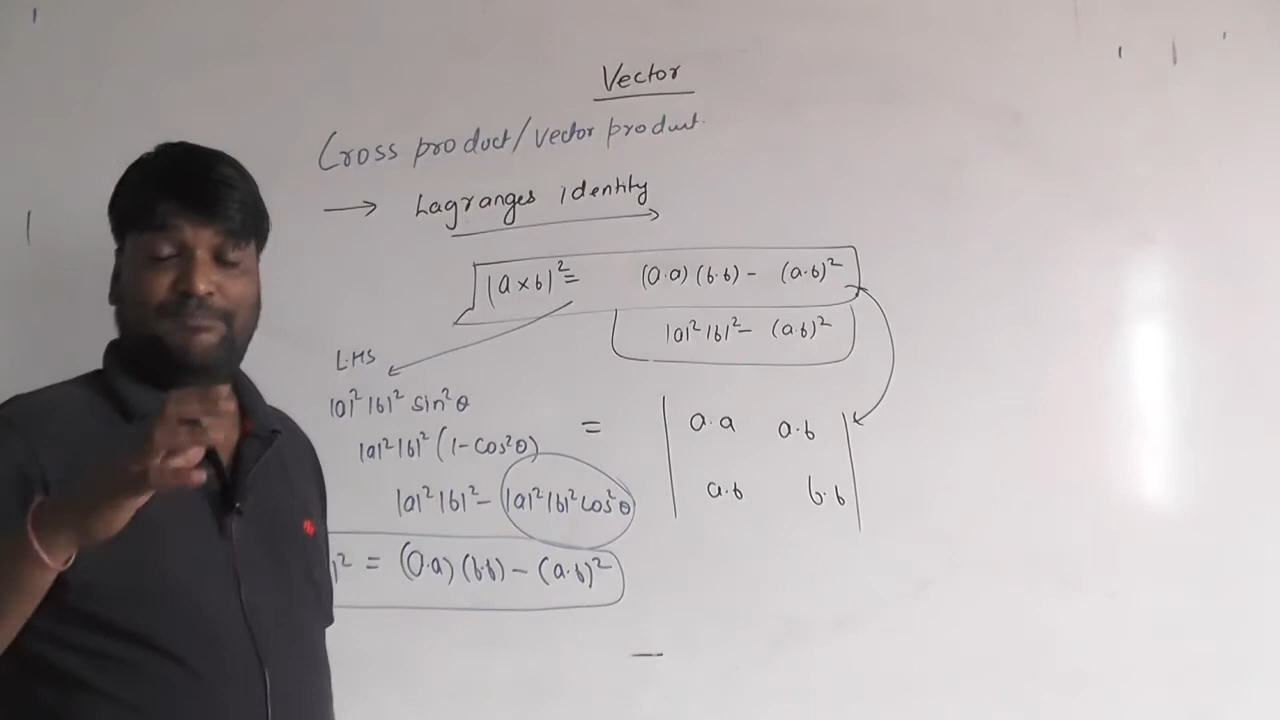 Vector
Cross product/vector product.
→ Lagranges identity
|a×b|² = (a·a)(b·b) - (a·b)²
|a|²|b|² - (a·b)²
L.HS
|a|²|b|² sin²θ
|a|²|b|² (1-cos²θ)
|a|²|b|² - |a|²|b|²cos²θ
|² = (a·a)(b·b) - (a·b)²
= | a·a a·b |
| a·b b·b |